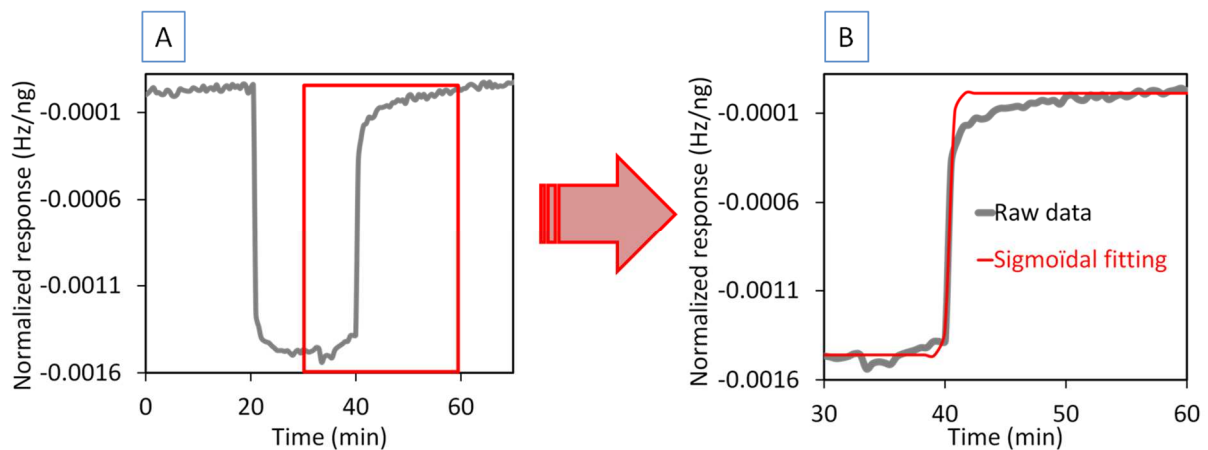 A
Normalized response (Hz/ng)
-0.0001
-0.0006
-0.0011
-0.0016
0
20
40
60
Time (min)
B
Normalized response (Hz/ng)
-0.0001
-0.0006
-0.0011
-0.0016
Raw data
Sigmoïdal fitting
30
40
50
60
Time (min)